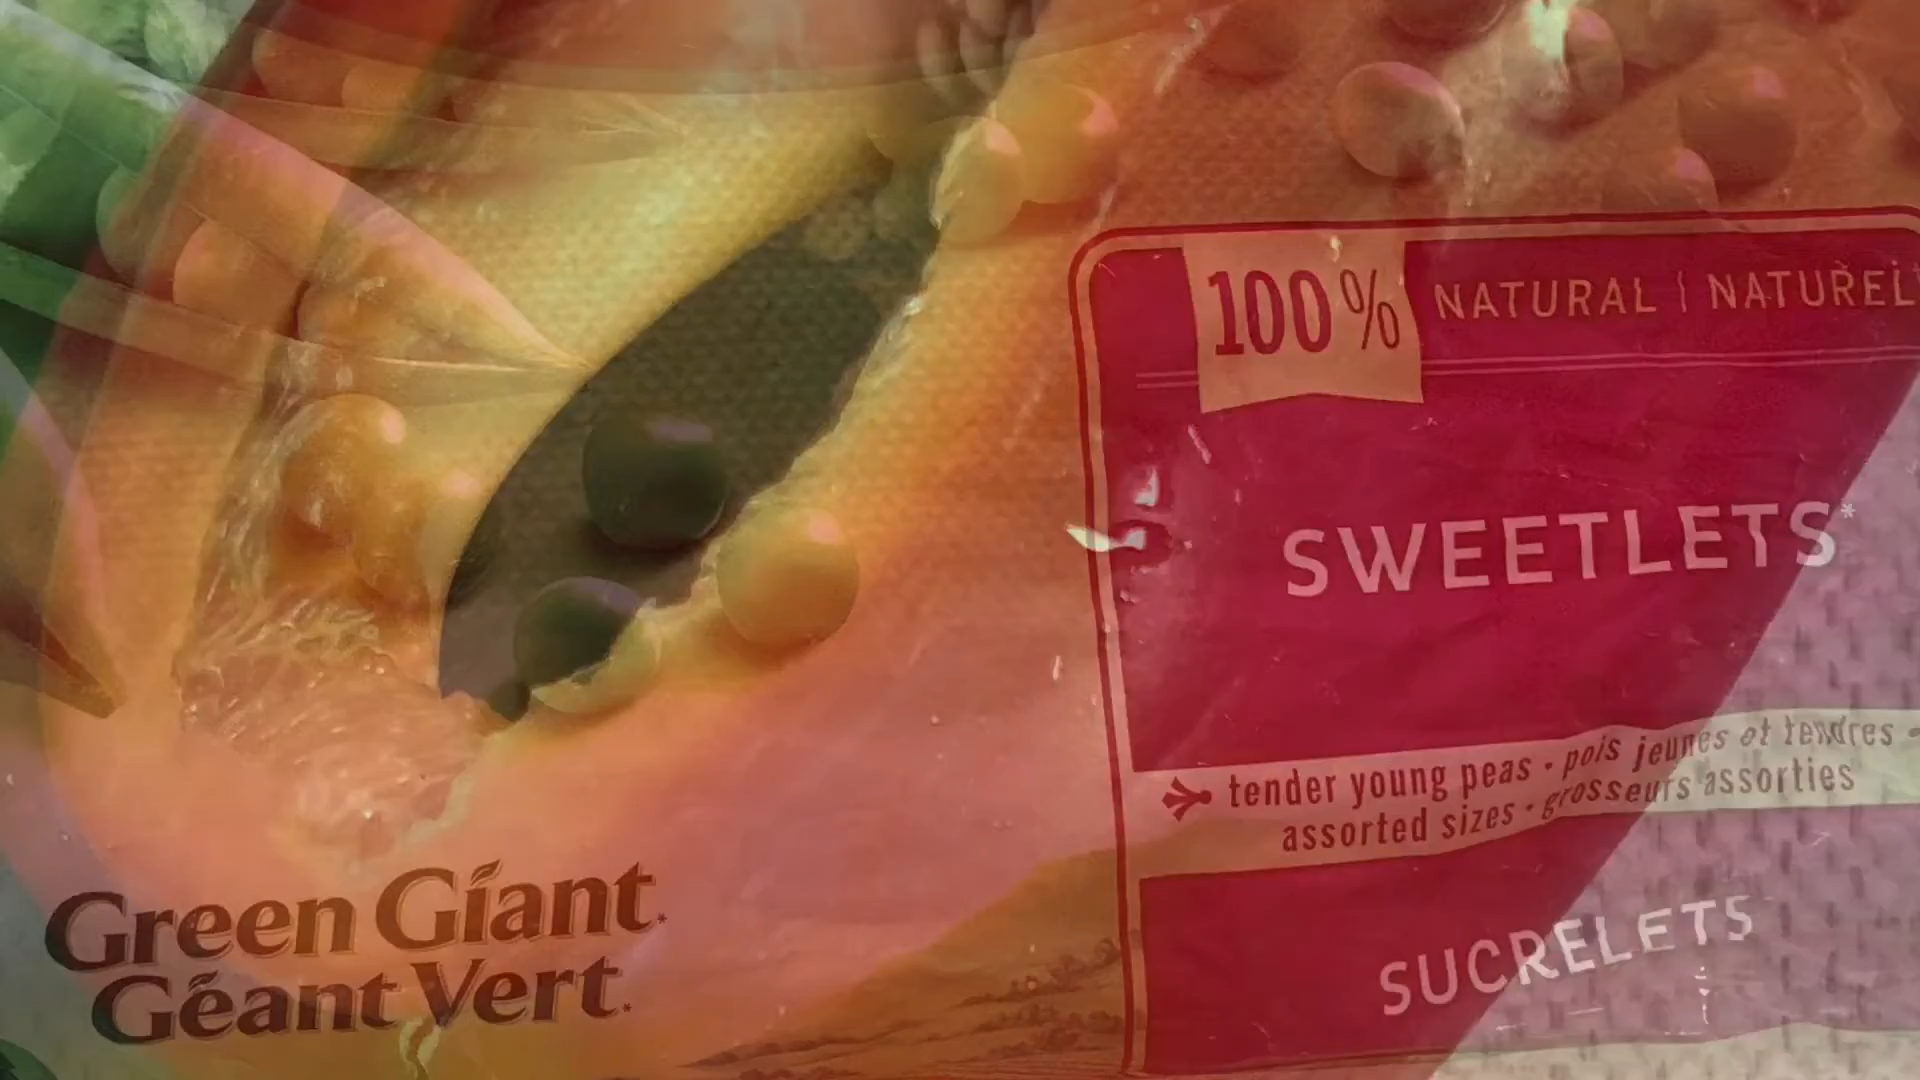 100% NATURAL | NATUREL
SWEETLETS*
tender young peas · pois jeunes et tendres -
assorted sizes · grosseurs assorties
SUCRELETS
Green Giant.*
Géant Vert.*